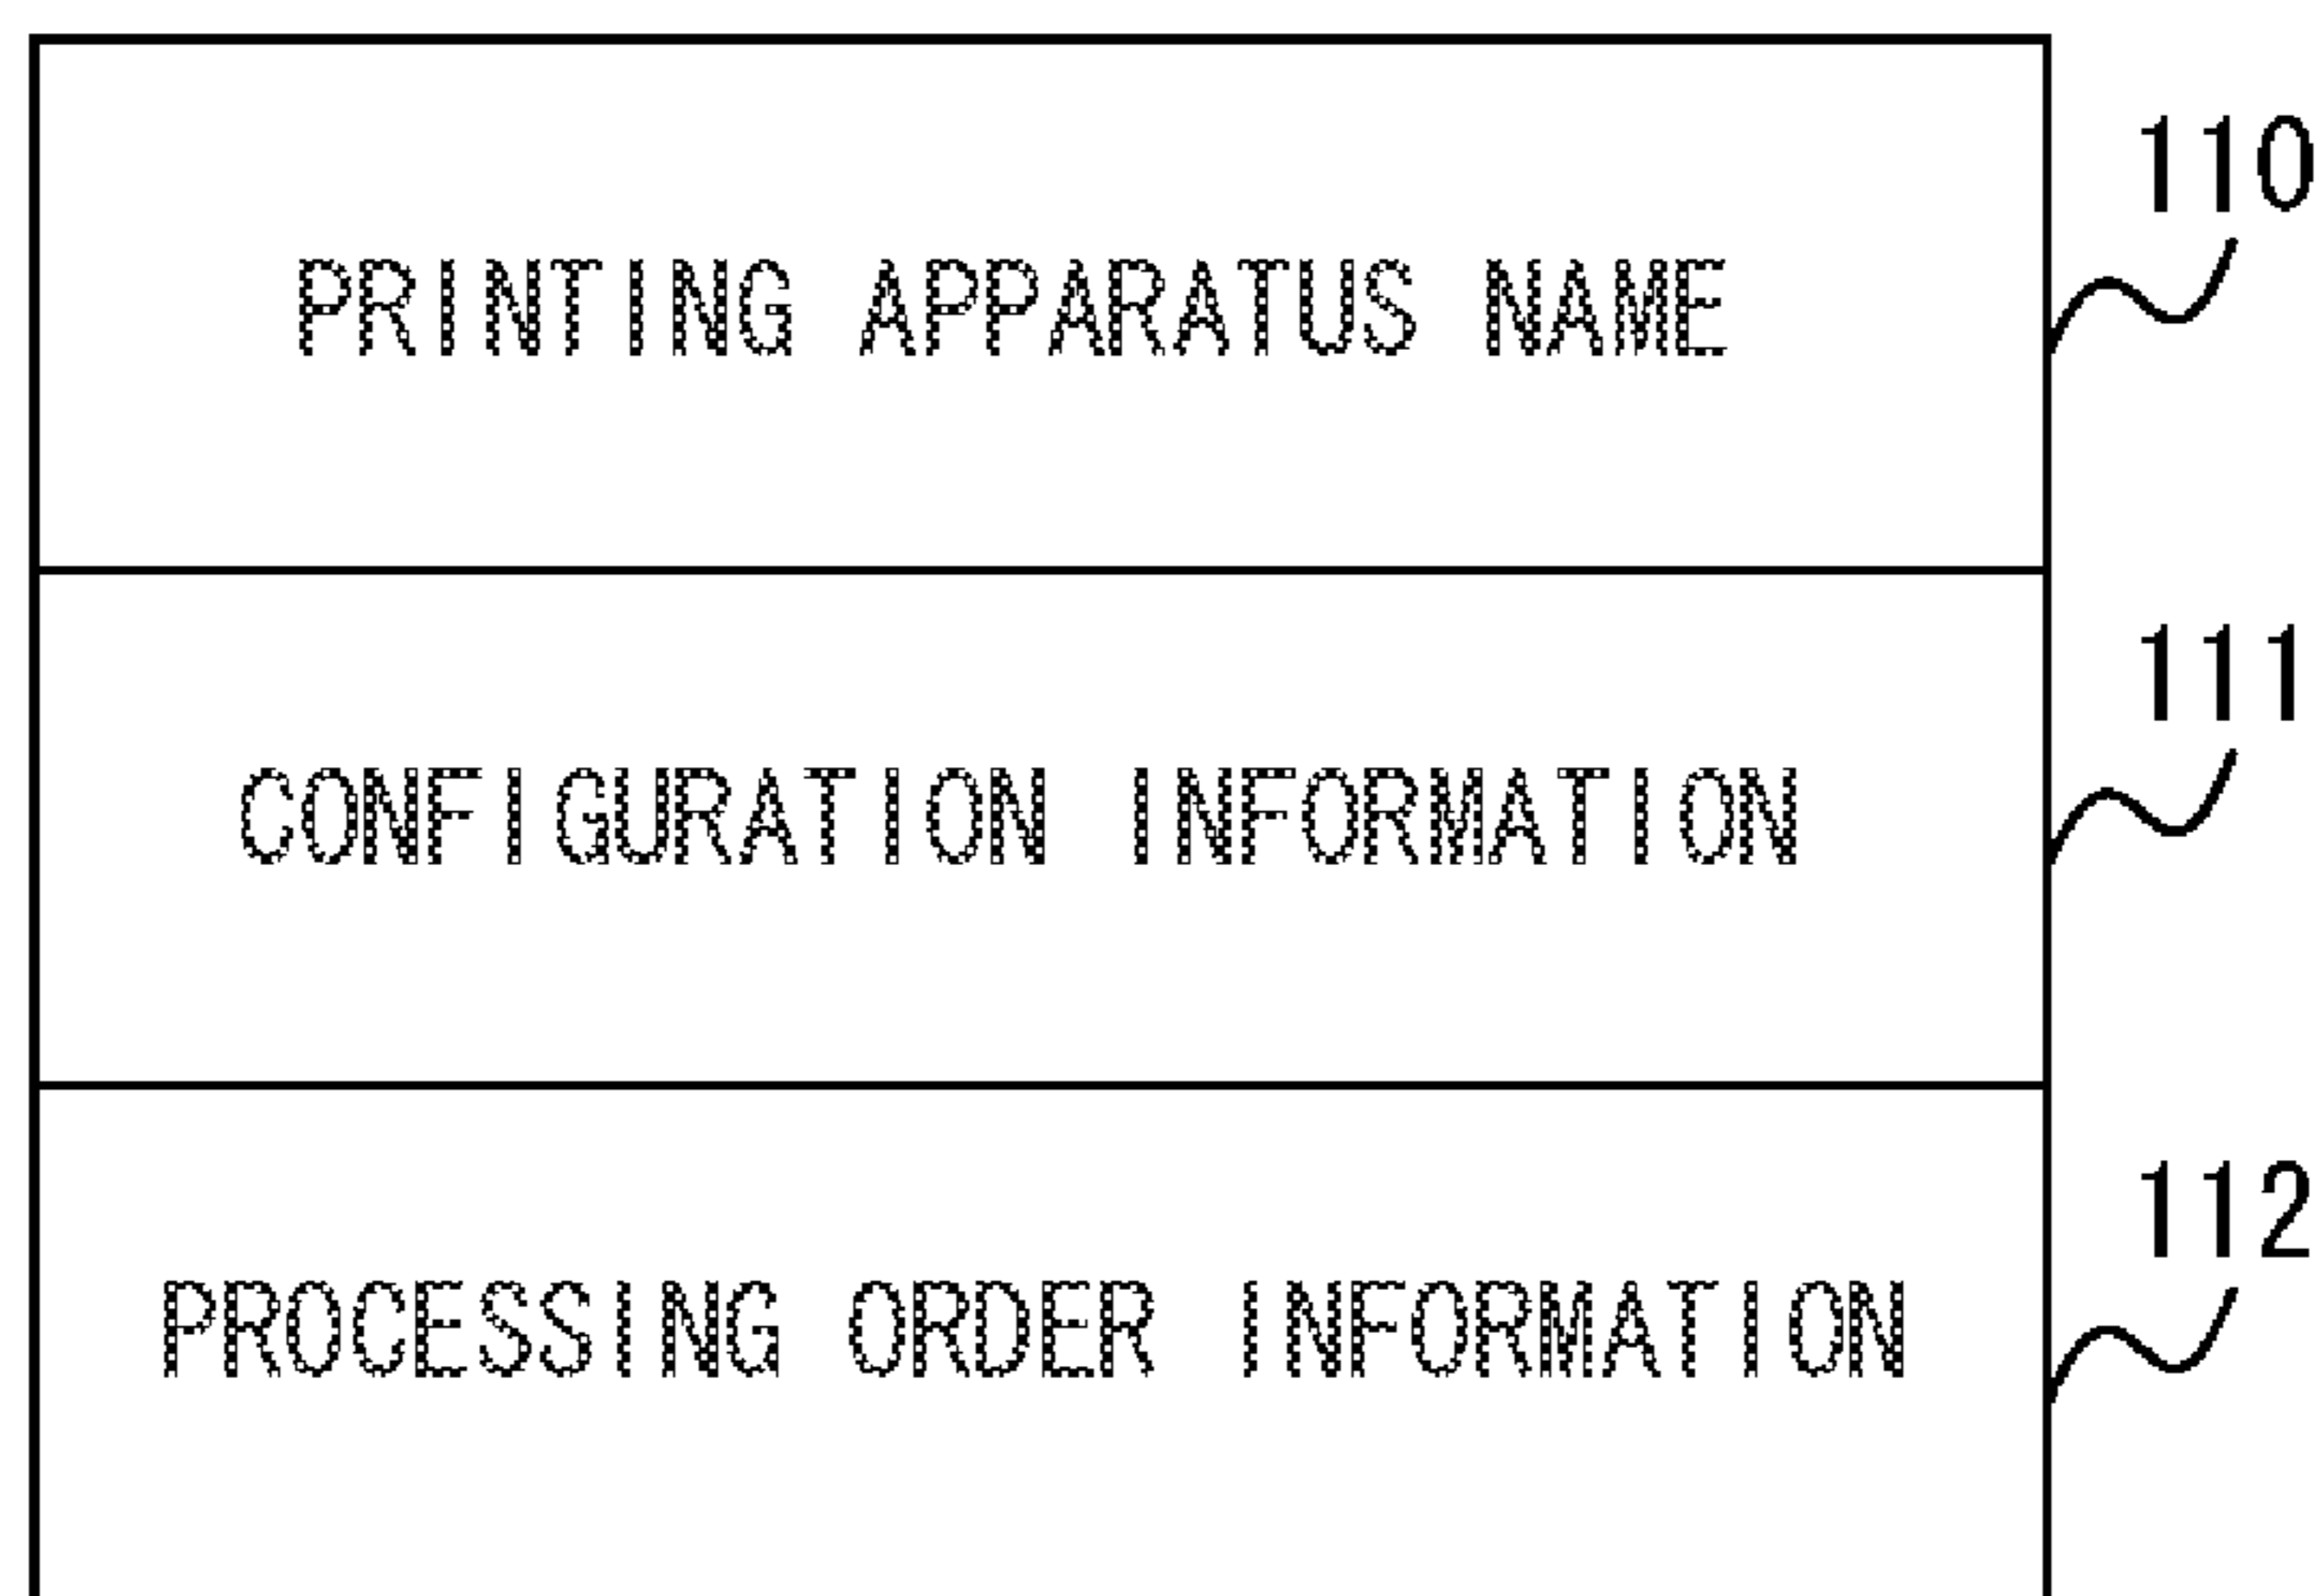 110
PRINTING APPARATUS NAME
111
CONFIGURATION INFORMATION
112
PROCESSING ORDER INFORMATION